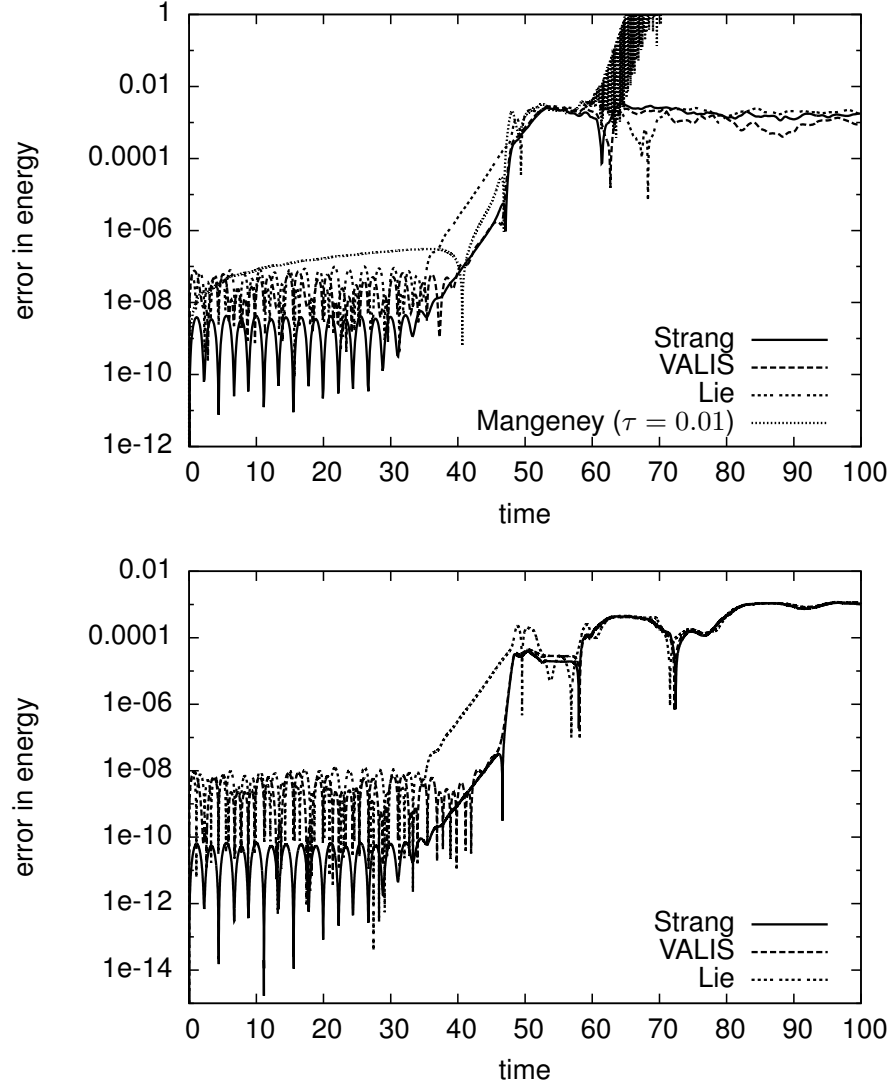 1
0.01
0.0001
1e-06
1e-08
1e-10
1e-12
error in energy
Strang
VALIS
Lie
Mangeney (τ = 0.01)
0 10 20 30 40 50 60 70 80 90 100
time
0.01
0.0001
1e-06
1e-08
1e-10
1e-12
1e-14
error in energy
Strang
VALIS
Lie
0 10 20 30 40 50 60 70 80 90 100
time